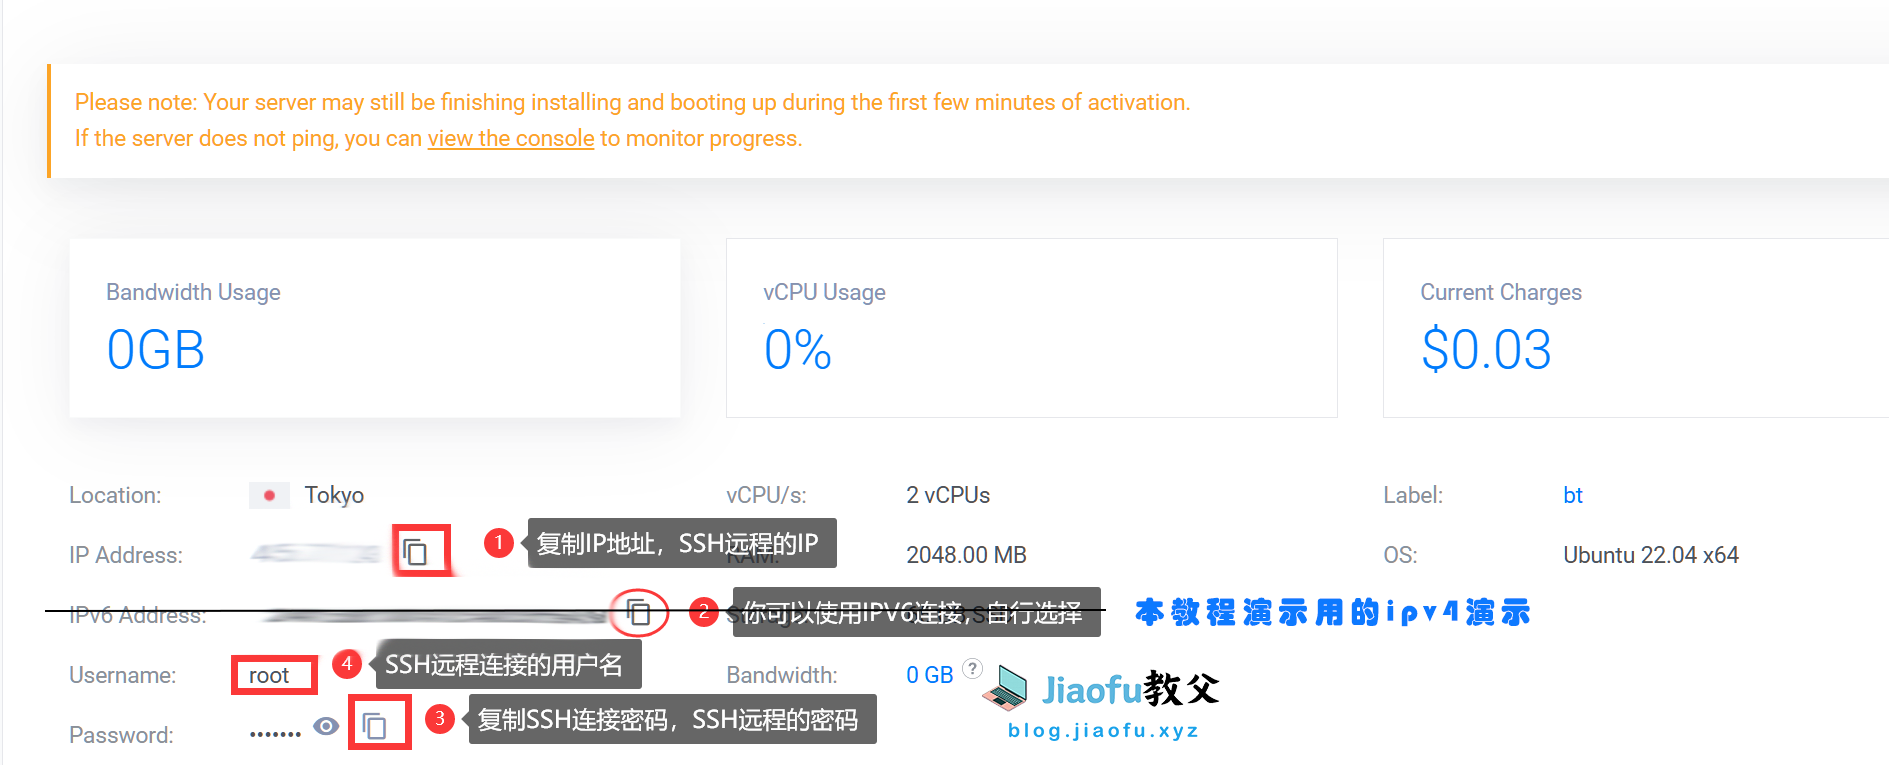 Please note: Your server may still be finishing installing and booting up during the first few minutes of activation.
If the server does not ping, you can view the console to monitor progress.
Bandwidth Usage
0GB
vCPU Usage
0%
Current Charges
$0.03
Location: Tokyo
vCPU/s: 2 vCPUs
Label: bt
IP Address:
1 复制IP地址，SSH远程的IP
RAM: 2048.00 MB
OS: Ubuntu 22.04 x64
IPv6 Address:
2 你可以使用IPV6连接，自行选择
本教程演示用的ipv4演示
Username: root
4 SSH远程连接的用户名
Bandwidth: 0 GB ?
Jiaofu教父
blog.jiaofu.xyz
Password: •••••••
3 复制SSH连接密码，SSH远程的密码